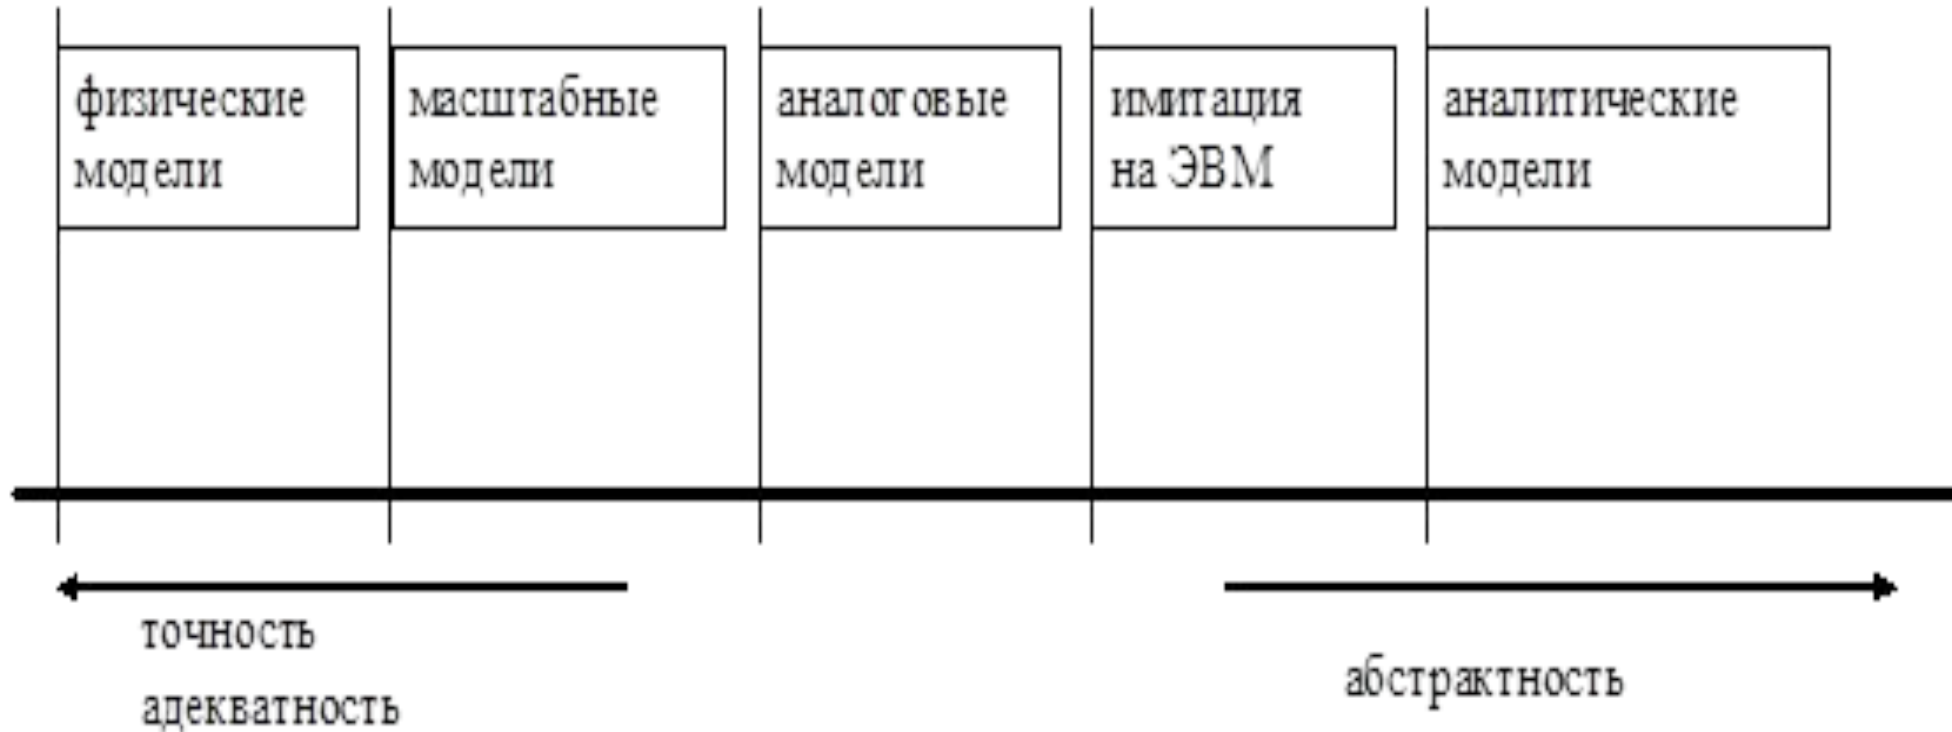 физические
модели
масштабные
модели
аналоговые
модели
имитация
на ЭВМ
аналитические
модели
точность
адекватность
абстрактность